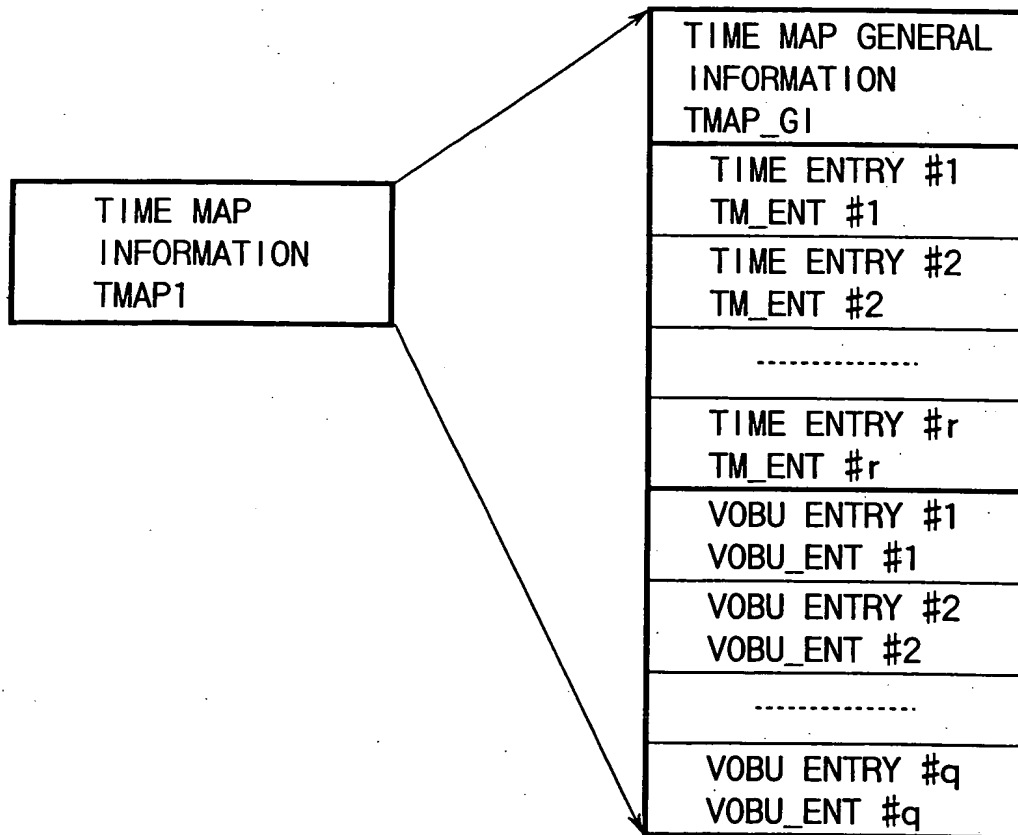 TIME MAP
INFORMATION
TMAP1
TIME MAP GENERAL
INFORMATION
TMAP_GI
TIME ENTRY #1
TM_ENT #1
TIME ENTRY #2
TM_ENT #2
---------------
TIME ENTRY #r
TM_ENT #r
VOBU ENTRY #1
VOBU_ENT #1
VOBU ENTRY #2
VOBU_ENT #2
---------------
VOBU ENTRY #q
VOBU_ENT #q